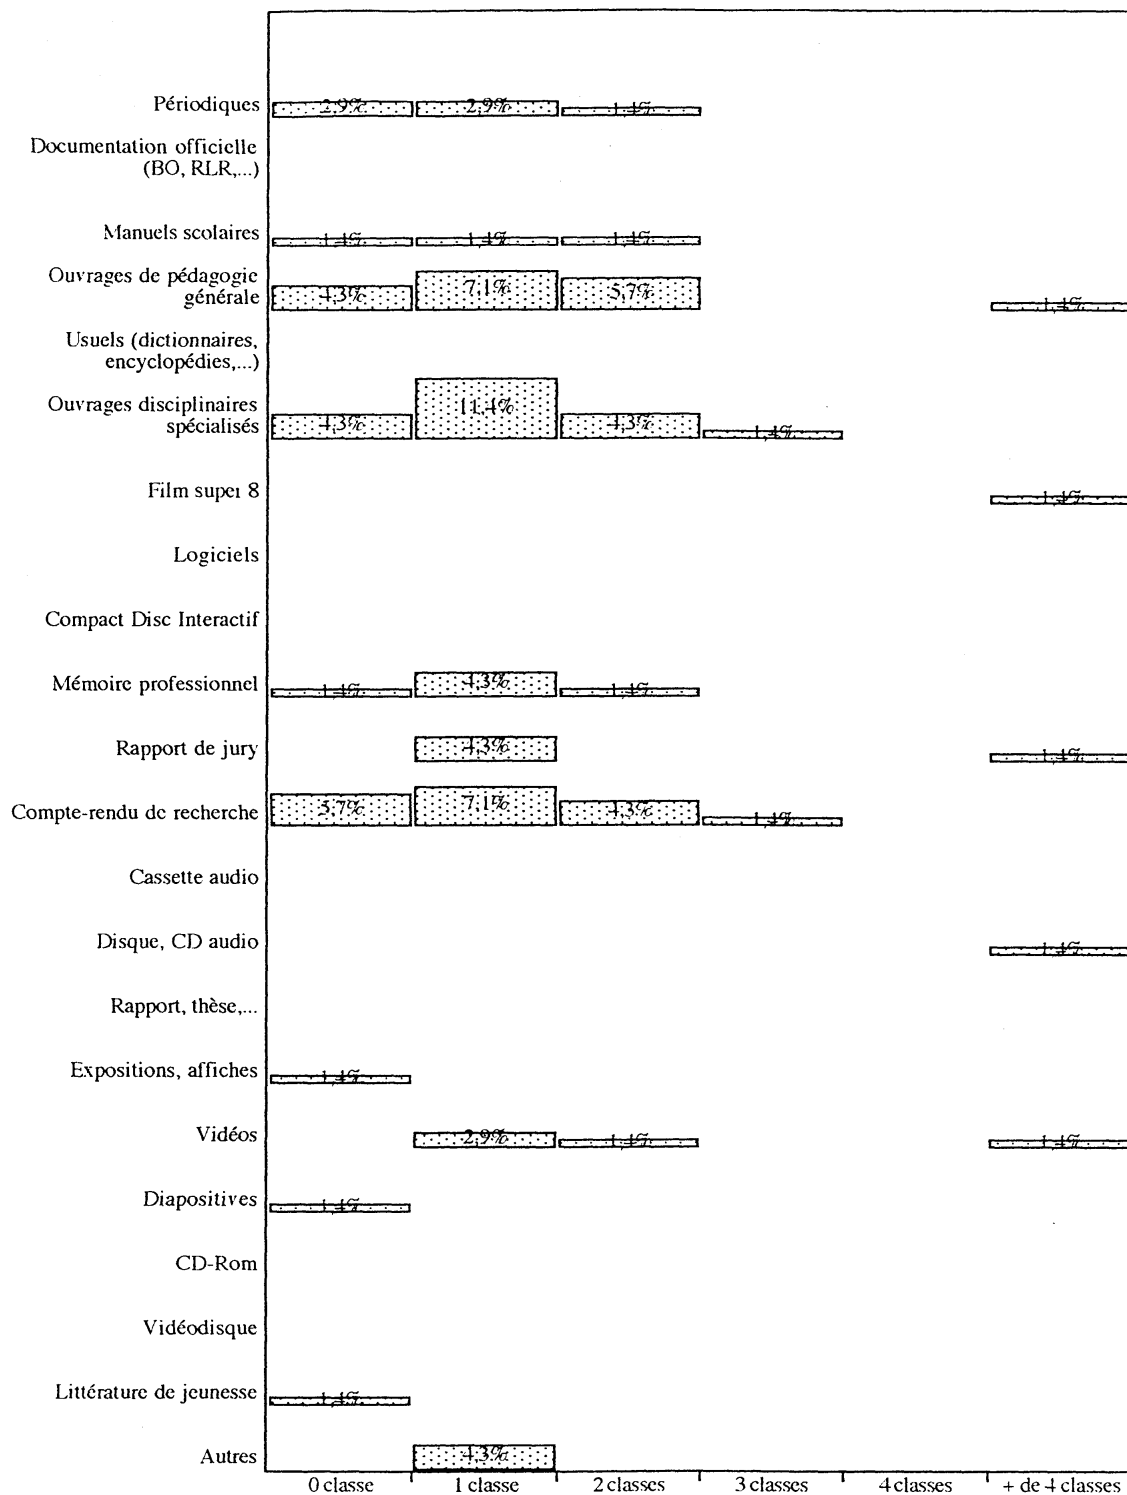 Périodiques 2,9% 2,9% 1,4%
Documentation officielle
(BO, RLR,...)
Manuels scolaires 1,4% 1,4% 1,4%
Ouvrages de pédagogie
générale 4,3% 7,1% 5,7% 1,4%
Usuels (dictionnaires,
encyclopédies,...)
Ouvrages disciplinaires
spécialisés 4,3% 11,4% 4,3% 1,4%
Film super 8 1,4%
Logiciels
Compact Disc Interactif
Mémoire professionnel 1,4% 4,3% 1,4%
Rapport de jury 4,3% 1,4%
Compte-rendu de recherche 5,7% 7,1% 4,3% 1,4%
Cassette audio
Disque, CD audio 1,4%
Rapport, thèse,...
Expositions, affiches 1,4%
Vidéos 2,9% 1,4% 1,4%
Diapositives 1,4%
CD-Rom
Vidéodisque
Littérature de jeunesse 1,4%
Autres 4,3%
0 classe 1 classe 2 classes 3 classes 4 classes + de 4 classes